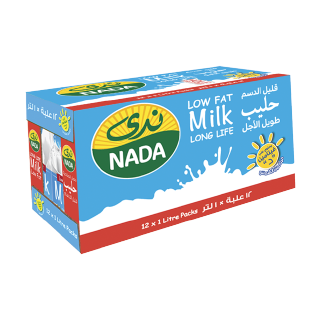 ندى
NADA
LOW FAT
Milk
LONG LIFE
قليل الدسم
حليب
طويل الأجل
12 x 1 Litre Packs
١٢ علبة × ١ لتر
NADA